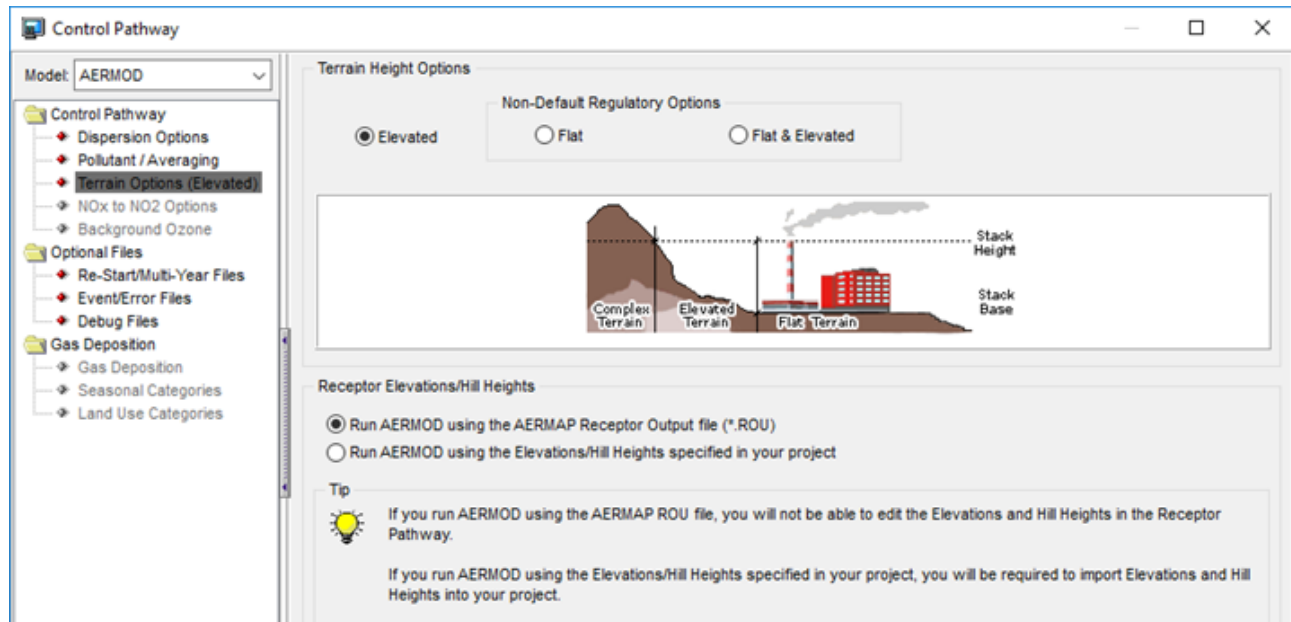 Control Pathway
Model: AERMOD
Control Pathway
Dispersion Options
Pollutant / Averaging
Terrain Options (Elevated)
NOx to NO2 Options
Background Ozone
Optional Files
Re-Start/Multi-Year Files
Event/Error Files
Debug Files
Gas Deposition
Gas Deposition
Seasonal Categories
Land Use Categories
Terrain Height Options
Non-Default Regulatory Options
Elevated
Flat
Flat & Elevated
Stack
Height
Stack
Base
Complex
Terrain
Elevated
Terrain
Flat Terrain
Receptor Elevations/Hill Heights
Run AERMOD using the AERMAP Receptor Output file (*.ROU)
Run AERMOD using the Elevations/Hill Heights specified in your project
Tip
If you run AERMOD using the AERMAP ROU file, you will not be able to edit the Elevations and Hill Heights in the Receptor
Pathway.
If you run AERMOD using the Elevations/Hill Heights specified in your project, you will be required to import Elevations and Hill
Heights into your project.